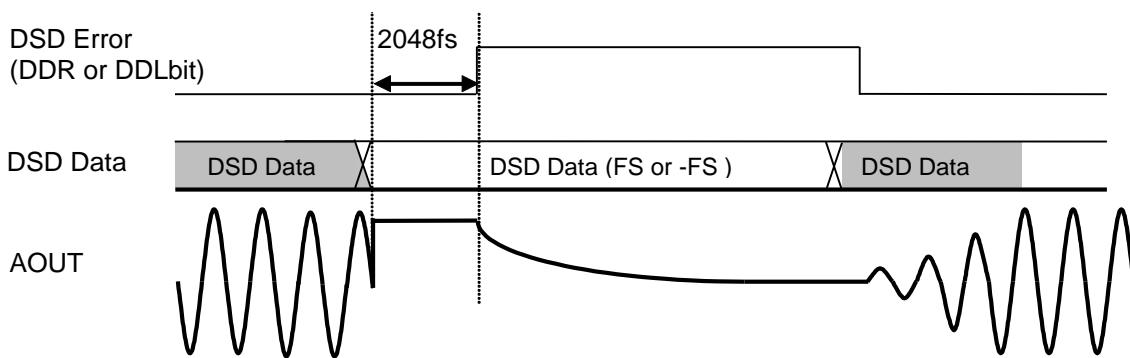 DSD Error
(DDR or DDLbit)
2048fs
DSD Data
DSD Data
DSD Data (FS or -FS )
DSD Data
AOUT